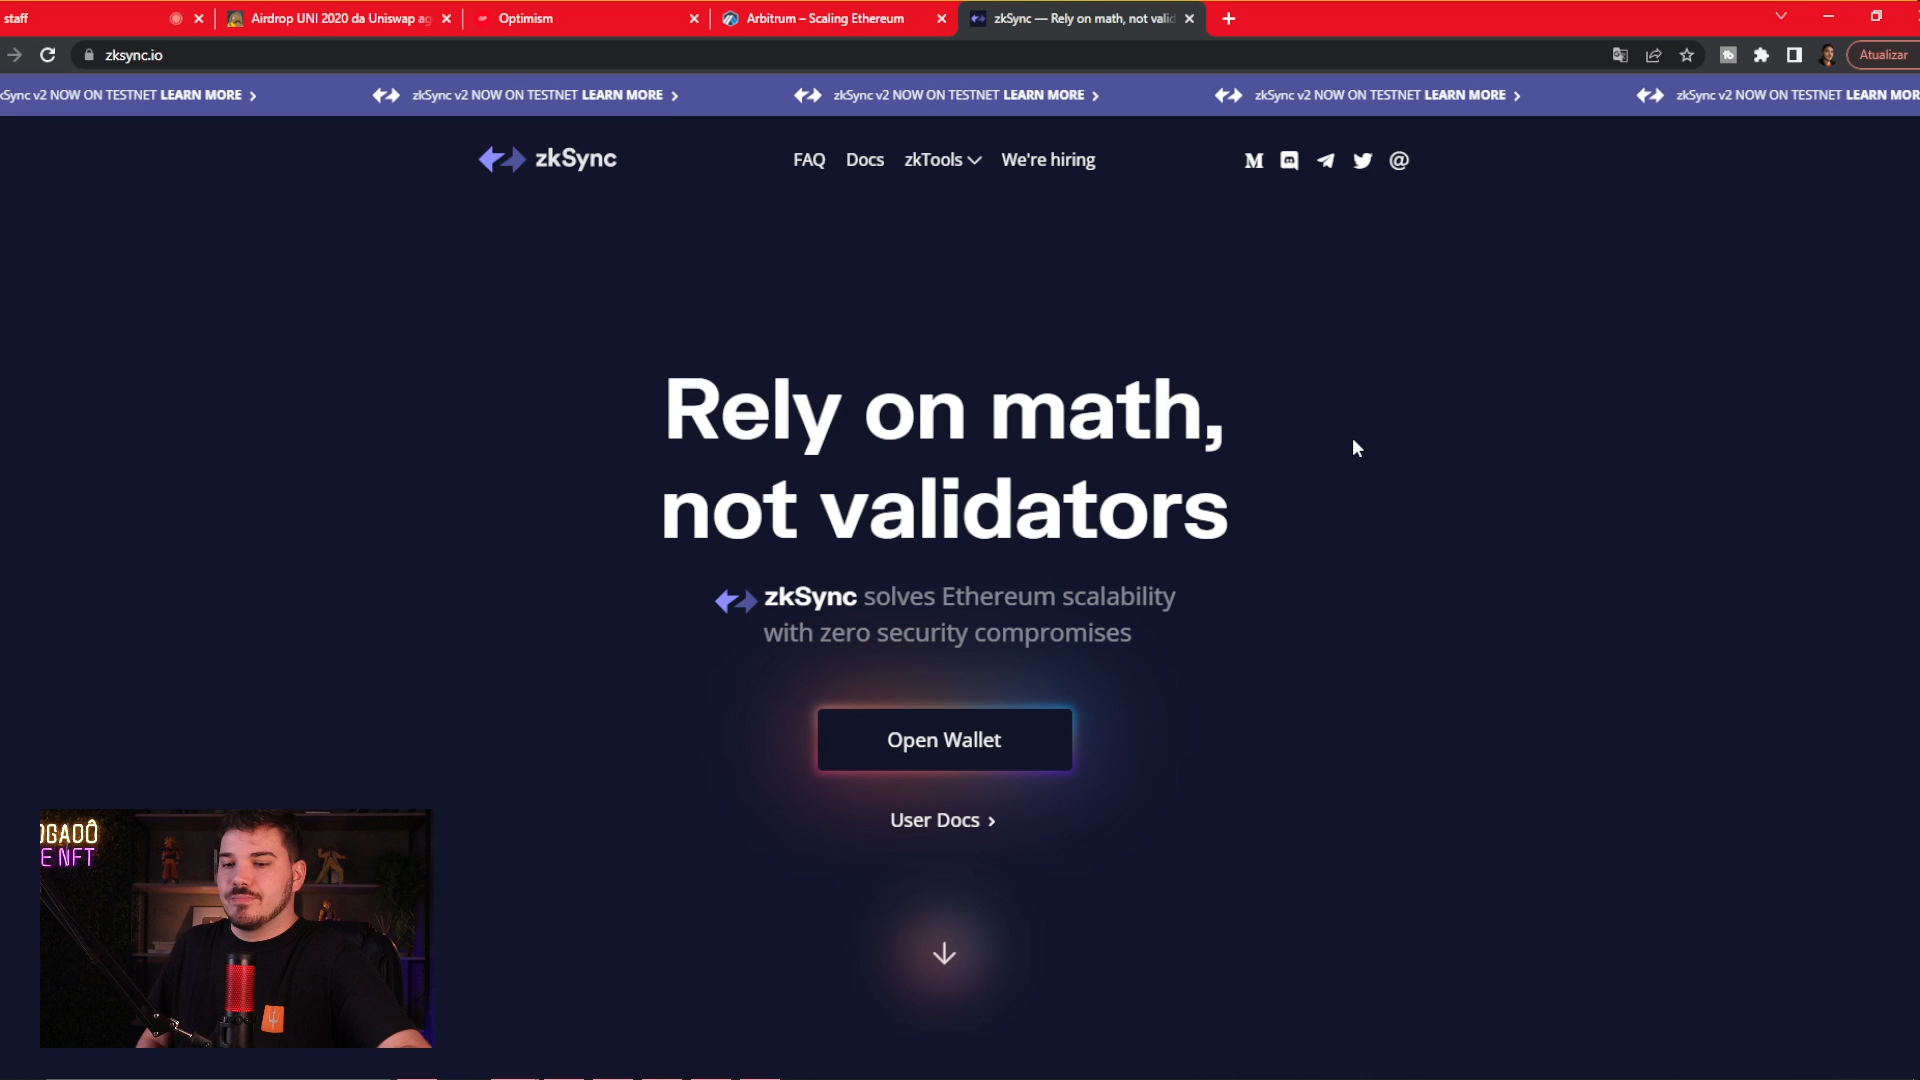 staff
Airdrop UNI 2020 da Uniswap ag
Optimism
Arbitrum – Scaling Ethereum
zkSync — Rely on math, not valid
zksync.io
Atualizar
kSync v2 NOW ON TESTNET LEARN MORE >
zkSync v2 NOW ON TESTNET LEARN MORE >
zkSync v2 NOW ON TESTNET LEARN MORE >
zkSync v2 NOW ON TESTNET LEARN MORE >
zkSync v2 NOW ON TESTNET LEARN MOR
zkSync
FAQ
Docs
zkTools
We're hiring
Rely on math,
not validators
zkSync solves Ethereum scalability
with zero security compromises
Open Wallet
User Docs >
OGADÔ
E NFT